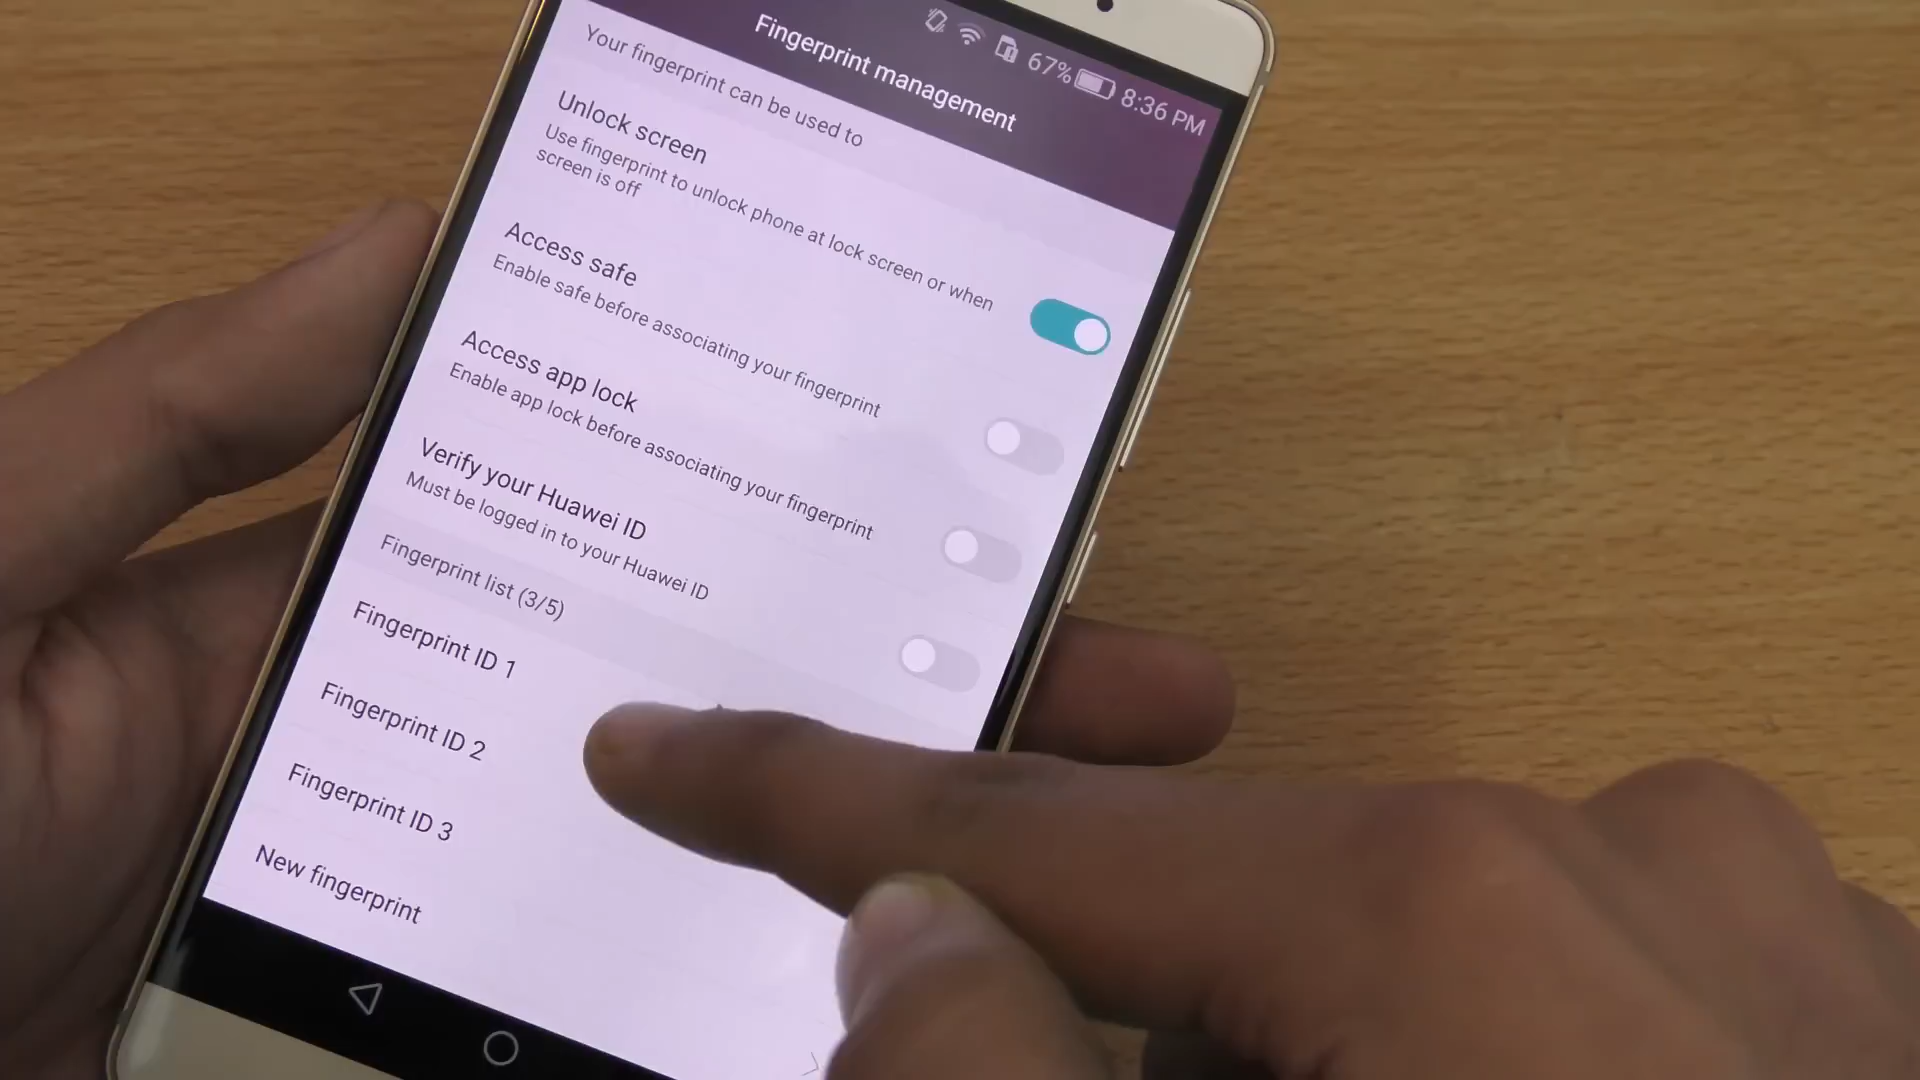 67% 8:36 PM
Fingerprint management
Your fingerprint can be used to
Unlock screen
Use fingerprint to unlock phone at lock screen or when
screen is off
Access safe
Enable safe before associating your fingerprint
Access app lock
Enable app lock before associating your fingerprint
Verify your Huawei ID
Must be logged in to your Huawei ID
Fingerprint list (3/5)
Fingerprint ID 1
Fingerprint ID 2
Fingerprint ID 3
New fingerprint